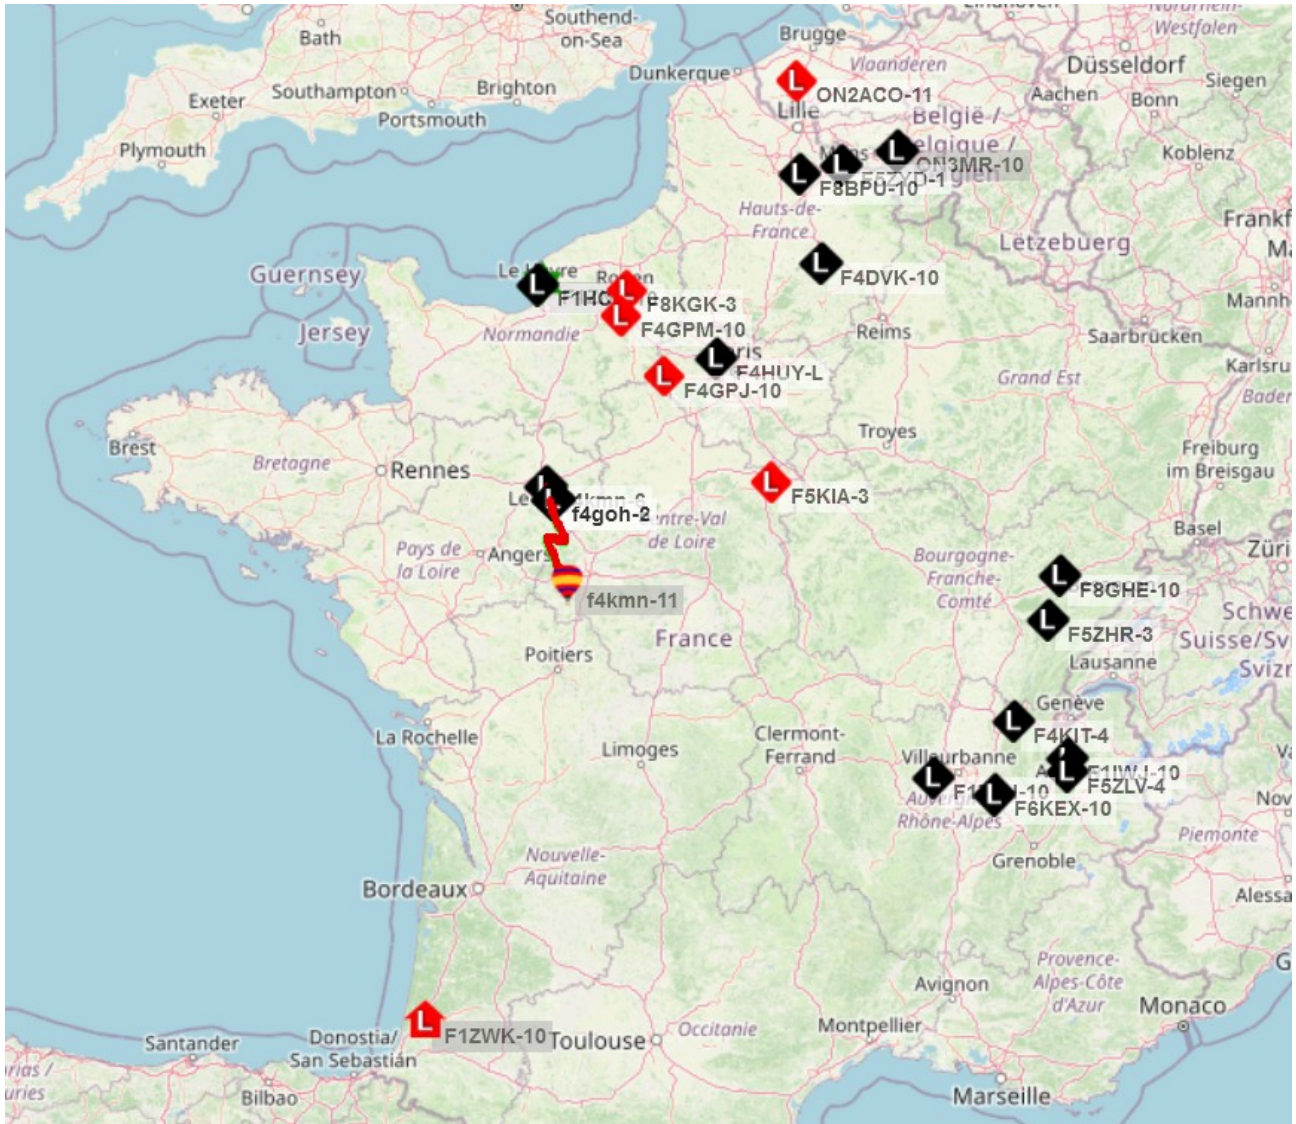 Southend-
on-Sea
Bath
Southampton
Brighton
Exeter
Portsmouth
Plymouth
Brugge
Dunkerque
Vlaanderen
Westfalen
Düsseldorf
Siegen
Aachen
Bonn
L
ON2ACO-11
Lille
België /
Koblenz
L
ON3MR-10
L
L
F8BPU-10
Hauts-de-
France
Lëtzebuerg
Guernsey
Jersey
L
L
F8KGK-3
L
F4DVK-10
Normandie
L
F4GPM-10
Reims
Saarbrücken
L
F4HUY-L
L
F4GPJ-10
Grand Est
Troyes
Freiburg
im Breisgau
Brest
Bretagne
Rennes
L
F5KIA-3
L
f4goh-2
de Loire
Basel
Pays de
la Loire
Angers
Bourgogne-
Franche-
Comté
f4kmn-11
L
F8GHE-10
L
F5ZHR-3
France
Poitiers
Lausanne
Genève
L
F4KIT-4
La Rochelle
Limoges
Clermont-
Ferrand
Villeurbanne
F1IWJ-10
L
F5ZLV-4
L
L
F6KEX-10
Rhône-Alpes
Piemonte
Grenoble
Nouvelle-
Aquitaine
Bordeaux
Provence-
Alpes-Côte
d'Azur
Avignon
Monaco
L
F1ZWK-10
Toulouse
Occitanie
Montpellier
Santander
Donostia/
San Sebastián
Bilbao
Marseille